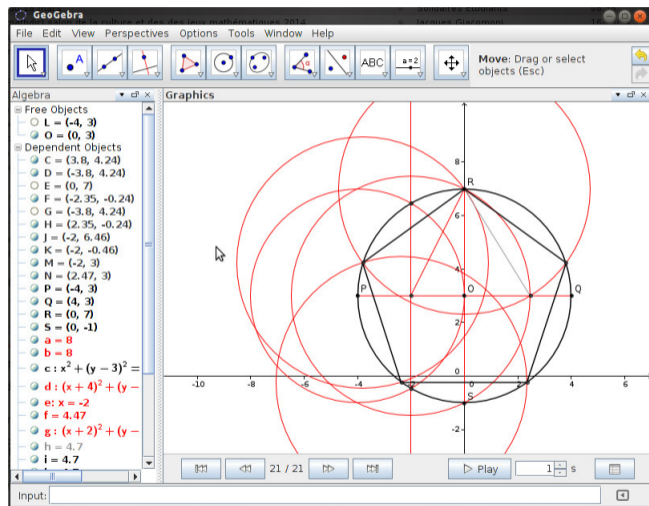 GeoGebra
File Edit View Perspectives Options Tools Window Help
A
α
ABC
a=2
Move: Drag or select
objects (Esc)
Algebra
Graphics
Free Objects
L = (-4, 3)
O = (0, 3)
Dependent Objects
C = (3.8, 4.24)
D = (-3.8, 4.24)
E = (0, 7)
F = (-2.35, -0.24)
G = (-3.8, 4.24)
H = (2.35, -0.24)
J = (-2, 6.46)
K = (-2, -0.46)
M = (-2, 3)
N = (2.47, 3)
P = (-4, 3)
Q = (4, 3)
R = (0, 7)
S = (0, -1)
a = 8
b = 8
c : x² + (y − 3)² =
d : (x + 4)² + (y −
e: x = -2
f = 4.47
g : (x + 2)² + (y −
h = 4.7
i = 4.7
8
R
6
4
P
O
Q
2
0
-10
-8
-6
-4
-2
0
2
4
6
S
-2
21 / 21
Play
1
s
Input: